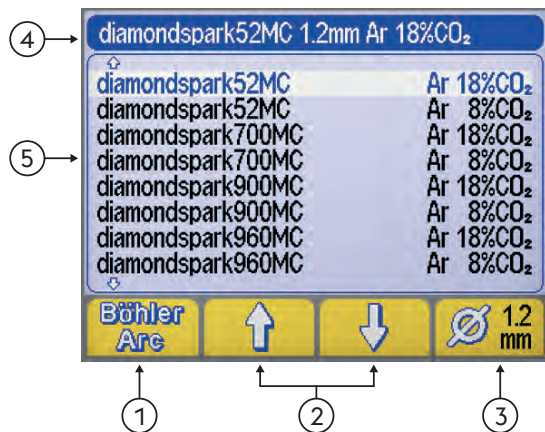 ④ diamondspark52MC 1.2mm Ar 18%CO₂
diamondspark52MC Ar 18%CO₂
diamondspark52MC Ar 8%CO₂
diamondspark700MC Ar 18%CO₂
⑤ diamondspark700MC Ar 8%CO₂
diamondspark900MC Ar 18%CO₂
diamondspark900MC Ar 8%CO₂
diamondspark960MC Ar 18%CO₂
diamondspark960MC Ar 8%CO₂
Böhler Ø 1.2
Arc mm
① ② ③